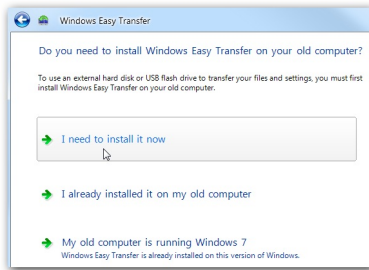 Windows Easy Transfer
Do you need to install Windows Easy Transfer on your old computer?
To use an external hard disk or USB flash drive to transfer your files and settings, you must first
install Windows Easy Transfer on your old computer.
I need to install it now
I already installed it on my old computer
My old computer is running Windows 7
Windows Easy Transfer is already installed on this version of Windows.